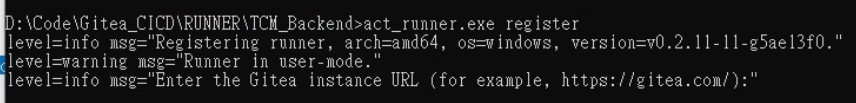 D:\Code\Gitea_CICD\RUNNER\TCM_Backend>act_runner.exe register
level=info msg="Registering runner, arch=amd64, os=windows, version=v0.2.11-11-g5ae13f0."
level=warning msg="Runner in user-mode."
level=info msg="Enter the Gitea instance URL (for example, https://gitea.com/):"